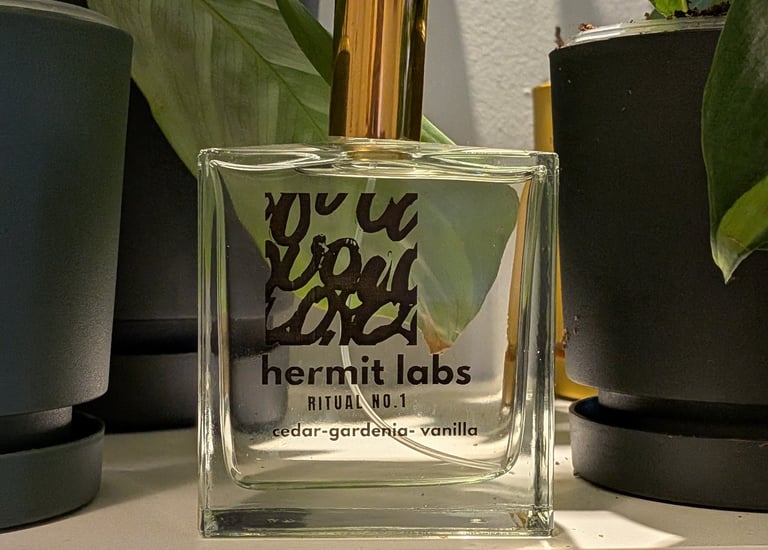 hermit labs
RITUAL NO.1
cedar-gardenia- vanilla